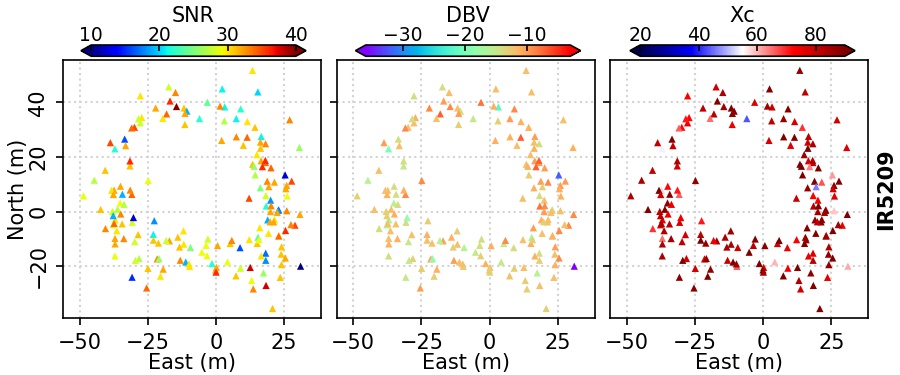 SNR DBV Xc
10 20 30 40 −30 −20 −10 20 40 60 80
40
20
0
−20
North (m)
IR5209
−50 −25 0 25 −50 −25 0 25 −50 −25 0 25
East (m) East (m) East (m)